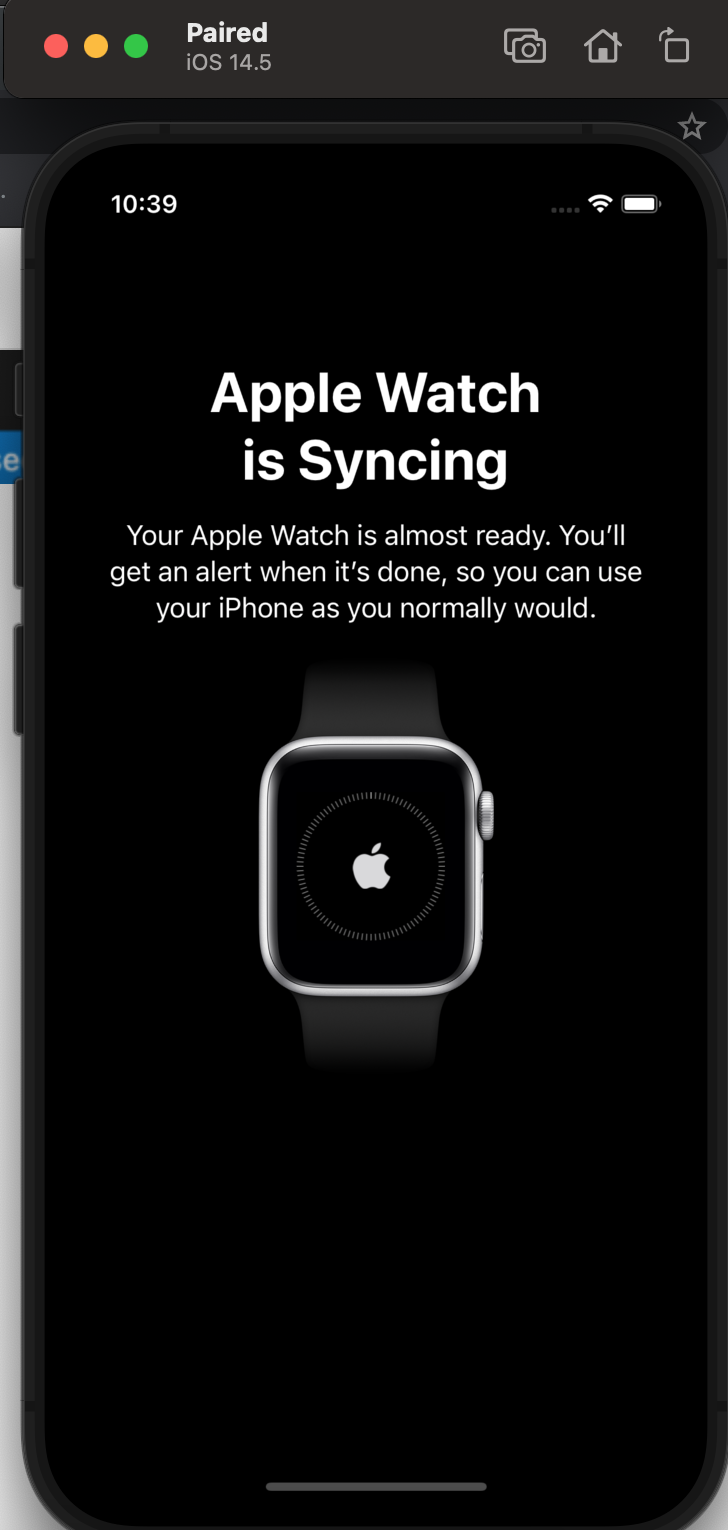 Paired
iOS 14.5
10:39
Apple Watch
is Syncing
Your Apple Watch is almost ready. You’ll
get an alert when it’s done, so you can use
your iPhone as you normally would.